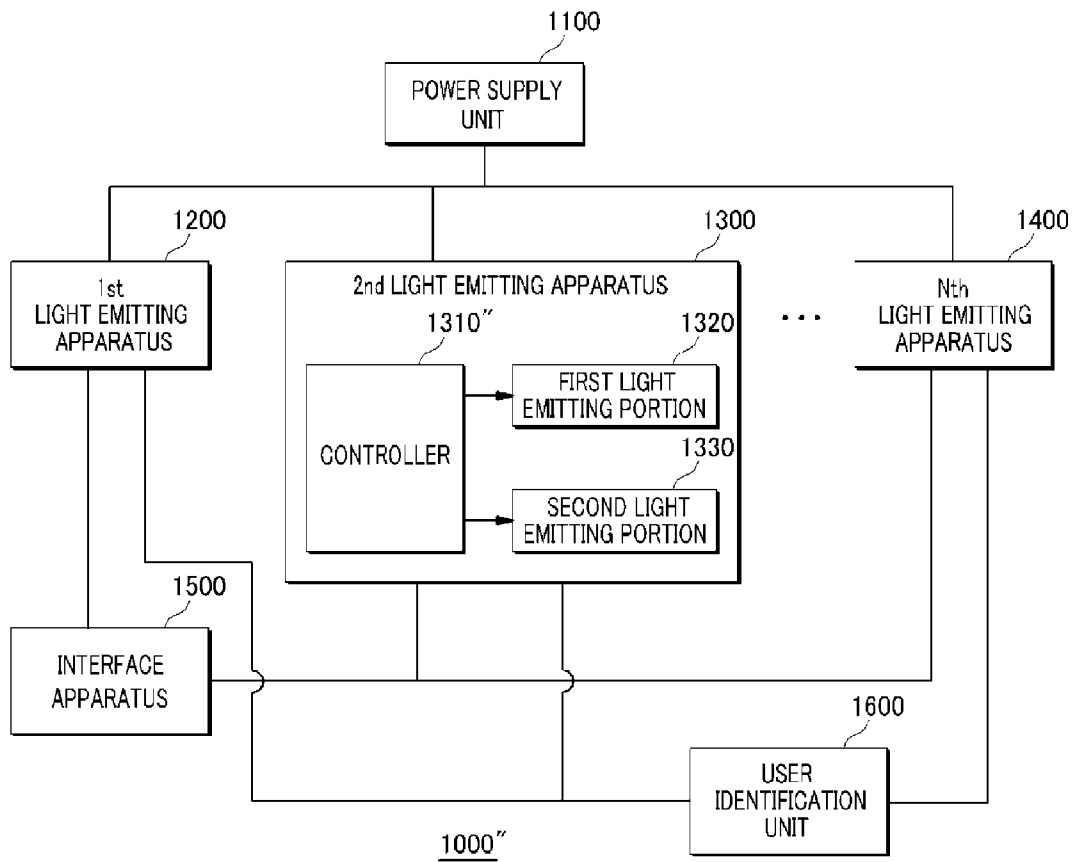 1100
POWER SUPPLY
UNIT
1200
1st
LIGHT EMITTING
APPARATUS
1300
2nd LIGHT EMITTING APPARATUS
1310″
CONTROLLER
1320
FIRST LIGHT
EMITTING PORTION
1330
SECOND LIGHT
EMITTING PORTION
...
1400
Nth
LIGHT EMITTING
APPARATUS
1500
INTERFACE
APPARATUS
1600
USER
IDENTIFICATION
UNIT
1000″